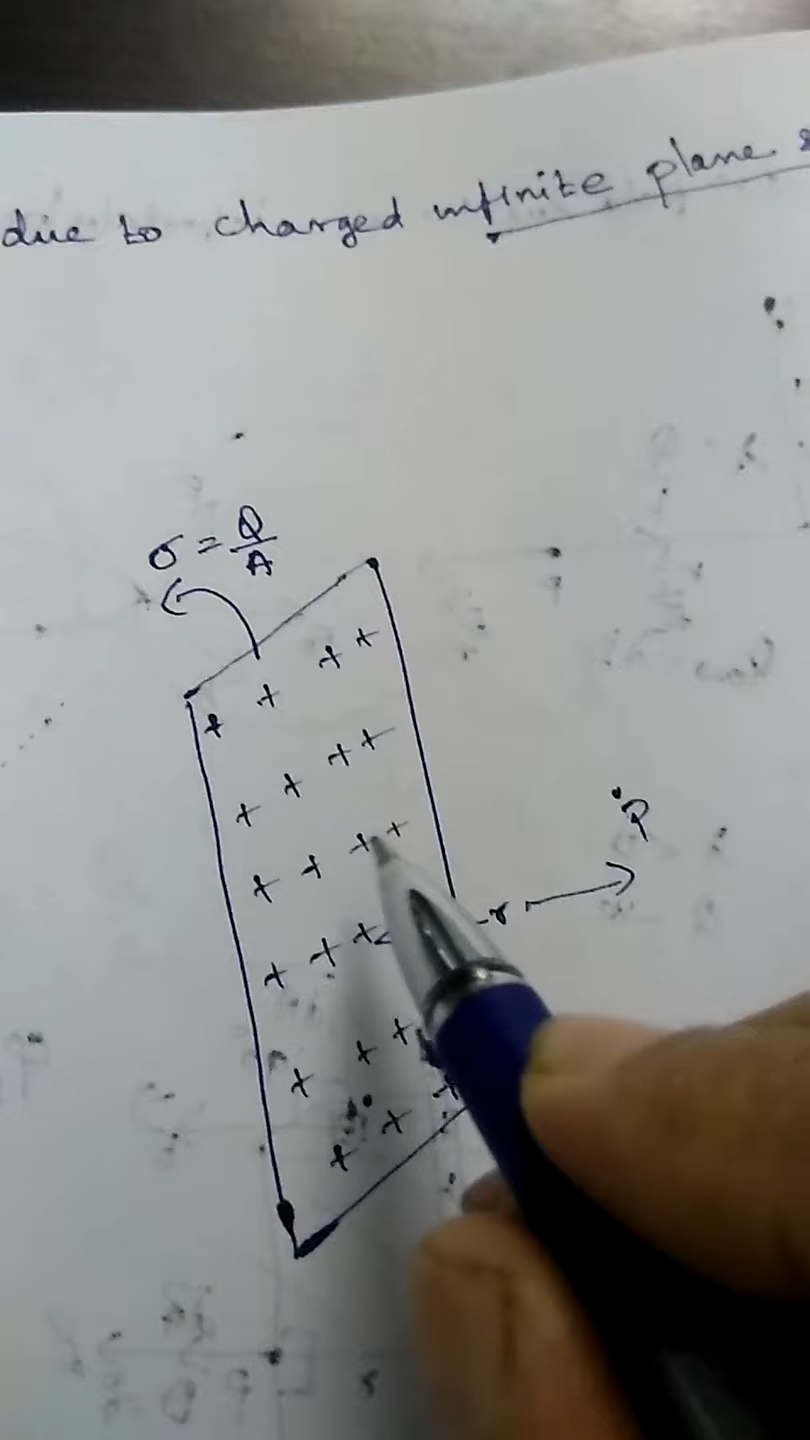 due to charged infinite plane
σ = Q/A
+ + + +
+ + + +
+ + + +
+ + +
+ + +
+ + +
r
P